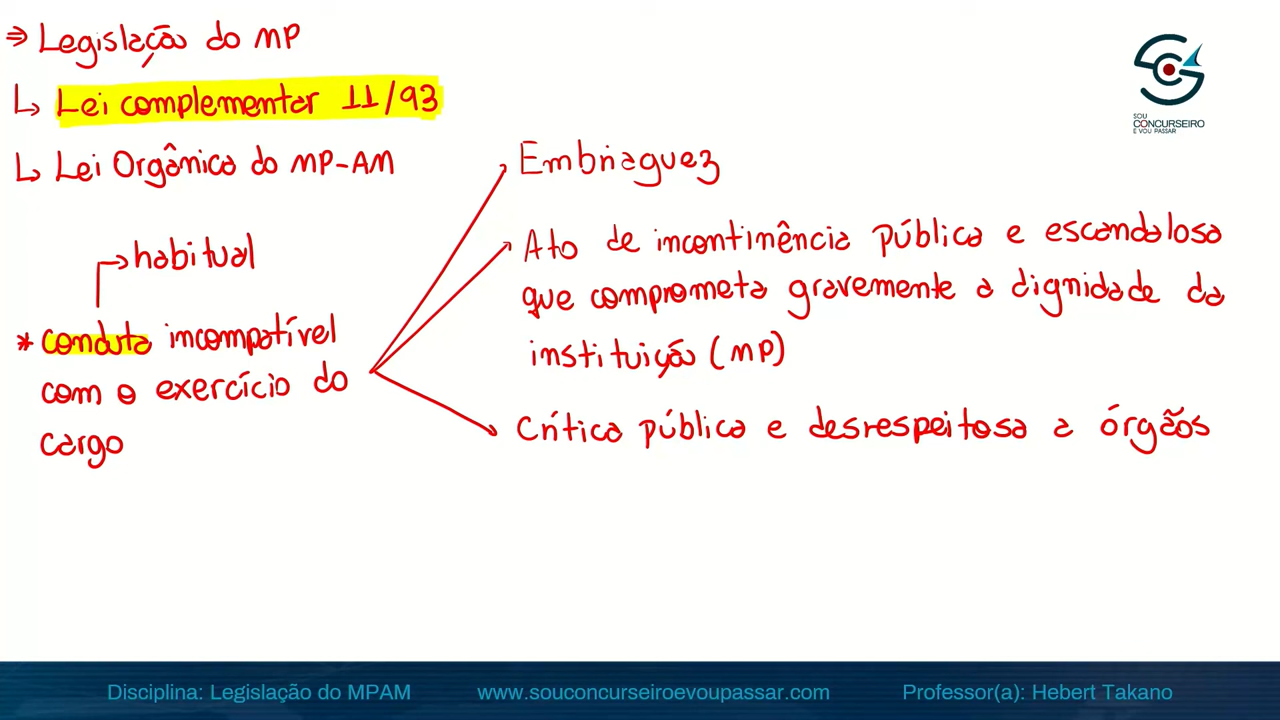 ⇒ Legislação do MP
↳ Lei complementar 11/93
↳ Lei Orgânica do MP-AM
SOU
CONCURSEIRO
E VOU PASSAR
Embriaguez
Ato de incontinência pública e escandalosa
que comprometa gravemente a dignidade da
instituição (MP)
habitual
* conduta incompatível
com o exercício do
cargo
Crítica pública e desrespeitosa a órgãos
Disciplina: Legislação do MPAM www.souconcurseiroevoupassar.com Professor(a): Hebert Takano